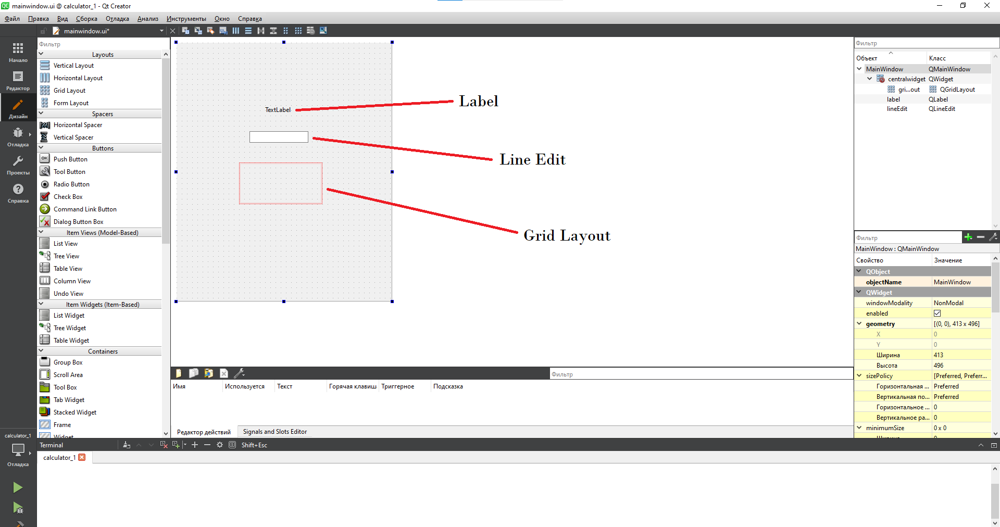 mainwindow.ui @ calculator_1 - Qt Creator
Файл Правка Вид Сборка Отладка Анализ Инструменты Окно Справка
mainwindow.ui*
Начало
Редактор
Дизайн
Отладка
Проекты
Справка
calculator_1
Отладка
Фильтр
Layouts
Vertical Layout
Horizontal Layout
Grid Layout
Form Layout
Spacers
Horizontal Spacer
Vertical Spacer
Buttons
Push Button
Tool Button
Radio Button
Check Box
Command Link Button
Dialog Button Box
Item Views (Model-Based)
List View
Tree View
Table View
Column View
Undo View
Item Widgets (Item-Based)
List Widget
Tree Widget
Table Widget
Containers
Group Box
Scroll Area
Tool Box
Tab Widget
Stacked Widget
Frame
Widget
TextLabel
Label
Line Edit
Grid Layout
Фильтр
Имя Используется Текст Горячая клавиш Триггерное Подсказка
Редактор действий Signals and Slots Editor
Фильтр
Объект Класс
MainWindow QMainWindow
centralwidget QWidget
gri...out QGridLayout
label QLabel
lineEdit QLineEdit
Фильтр
MainWindow : QMainWindow
Свойство Значение
QObject
objectName MainWindow
QWidget
windowModality NonModal
enabled
geometry [(0, 0), 413 x 496]
X 0
Y 0
Ширина 413
Высота 496
sizePolicy [Preferred, Preferr...
Горизонтальная ... Preferred
Вертикальная по... Preferred
Горизонтальное ... 0
Вертикальное ра... 0
minimumSize 0 x 0
Ширина 0
Terminal Shift+Esc
calculator_1